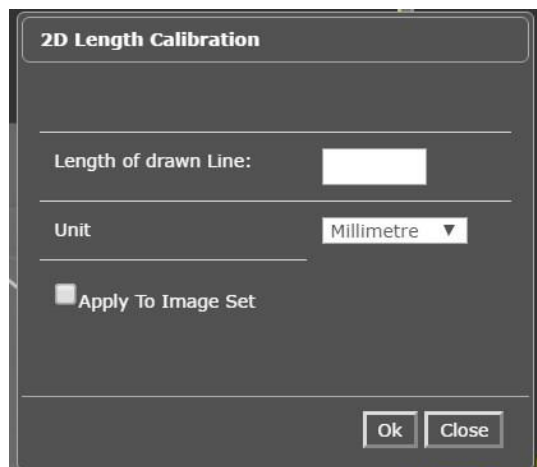 2D Length Calibration
Length of drawn Line:
Unit Millimetre ▼
Apply To Image Set
Ok Close